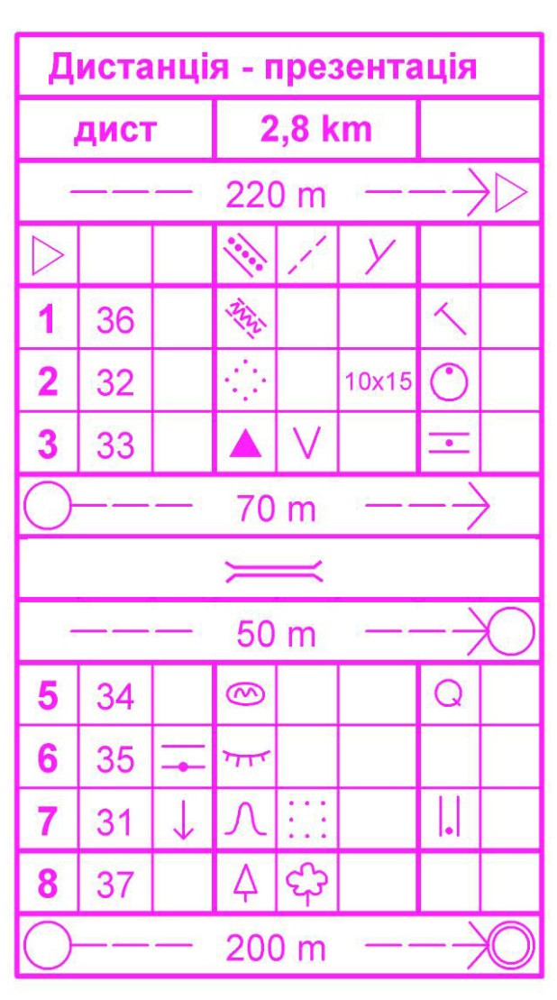 Дистанція - презентація
дист 2,8 km
220 m
1 36
2 32 10x15
3 33
70 m
50 m
5 34
6 35
7 31
8 37
200 m